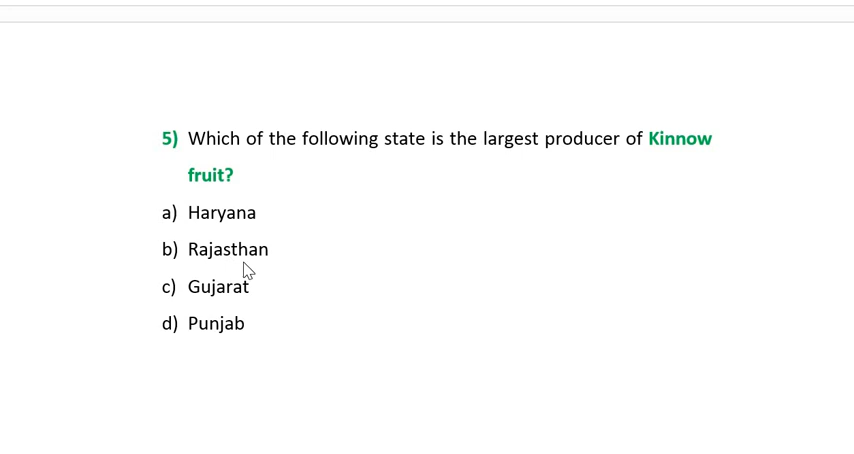 5) Which of the following state is the largest producer of Kinnow
fruit?
a) Haryana
b) Rajasthan
c) Gujarat
d) Punjab